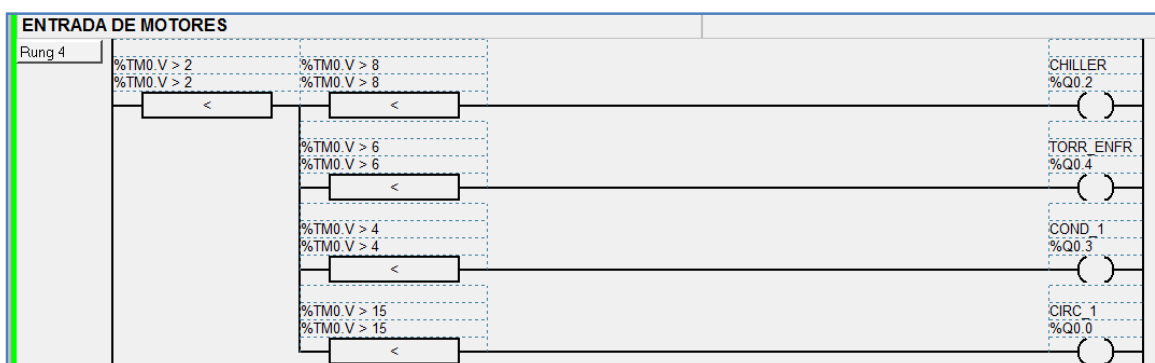 ENTRADA DE MOTORES
Rung 4
%TM0.V > 2 %TM0.V > 8 CHILLER
%TM0.V > 2 %TM0.V > 8 %Q0.2
< <
%TM0.V > 6 TORR_ENFR
%TM0.V > 6 %Q0.4
<
%TM0.V > 4 COND_1
%TM0.V > 4 %Q0.3
<
%TM0.V > 15 CIRC_1
%TM0.V > 15 %Q0.0
<